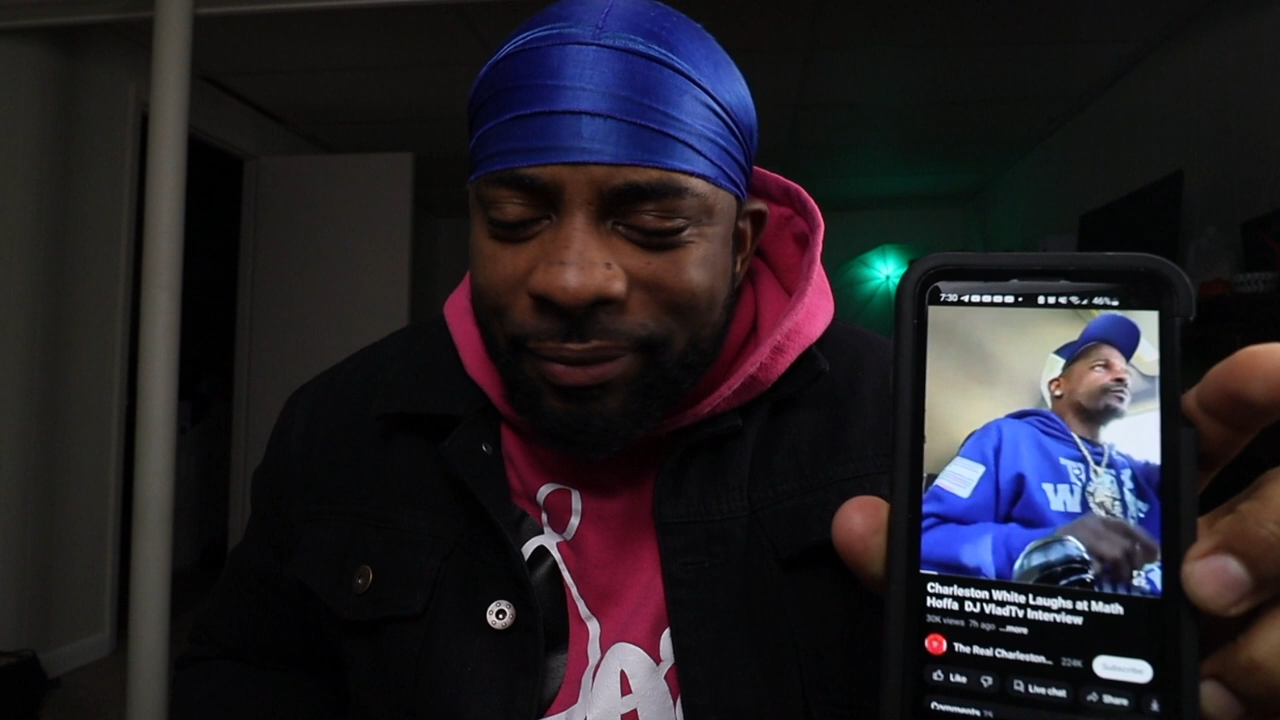 7:30
46%
W
Charleston White Laughs at Math
Hoffa DJ VladTv Interview
30K views 7h ago ...more
The Real Charleston... 224K Subscribe
Like Live chat Share
Comments
A